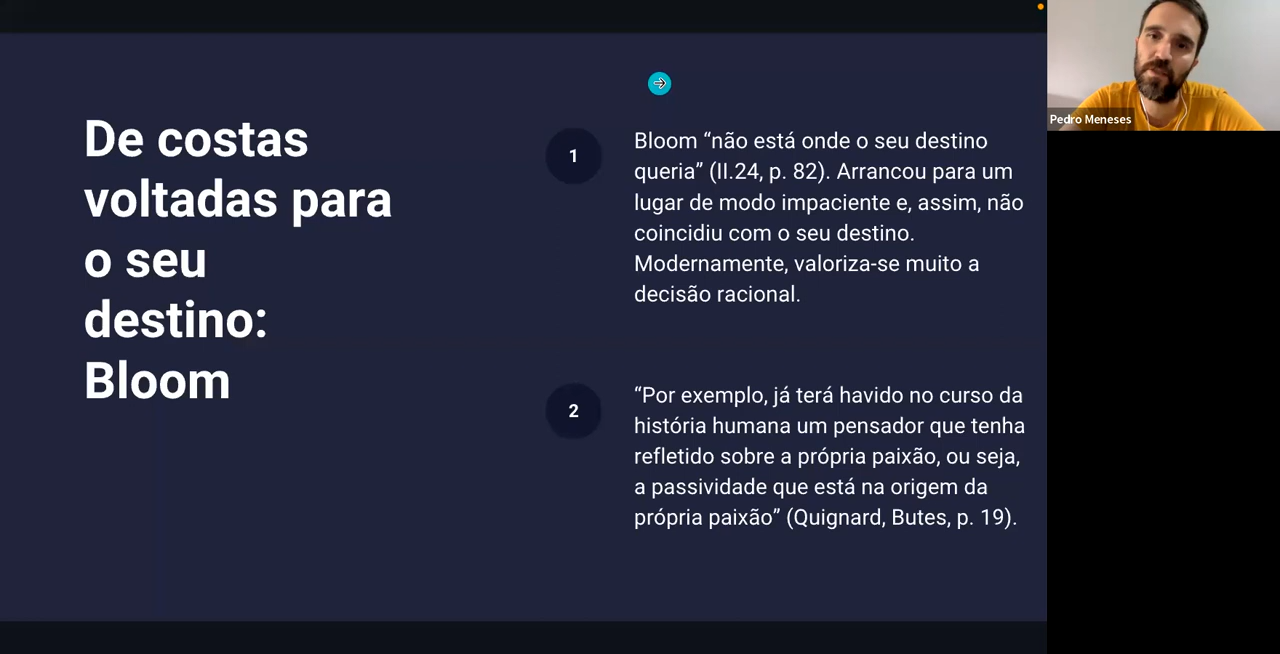 De costas
voltadas para
o seu
destino:
Bloom
1
Bloom “não está onde o seu destino
queria” (II.24, p. 82). Arrancou para um
lugar de modo impaciente e, assim, não
coincidiu com o seu destino.
Modernamente, valoriza-se muito a
decisão racional.
2
“Por exemplo, já terá havido no curso da
história humana um pensador que tenha
refletido sobre a própria paixão, ou seja,
a passividade que está na origem da
própria paixão” (Quignard, Butes, p. 19).
Pedro Meneses